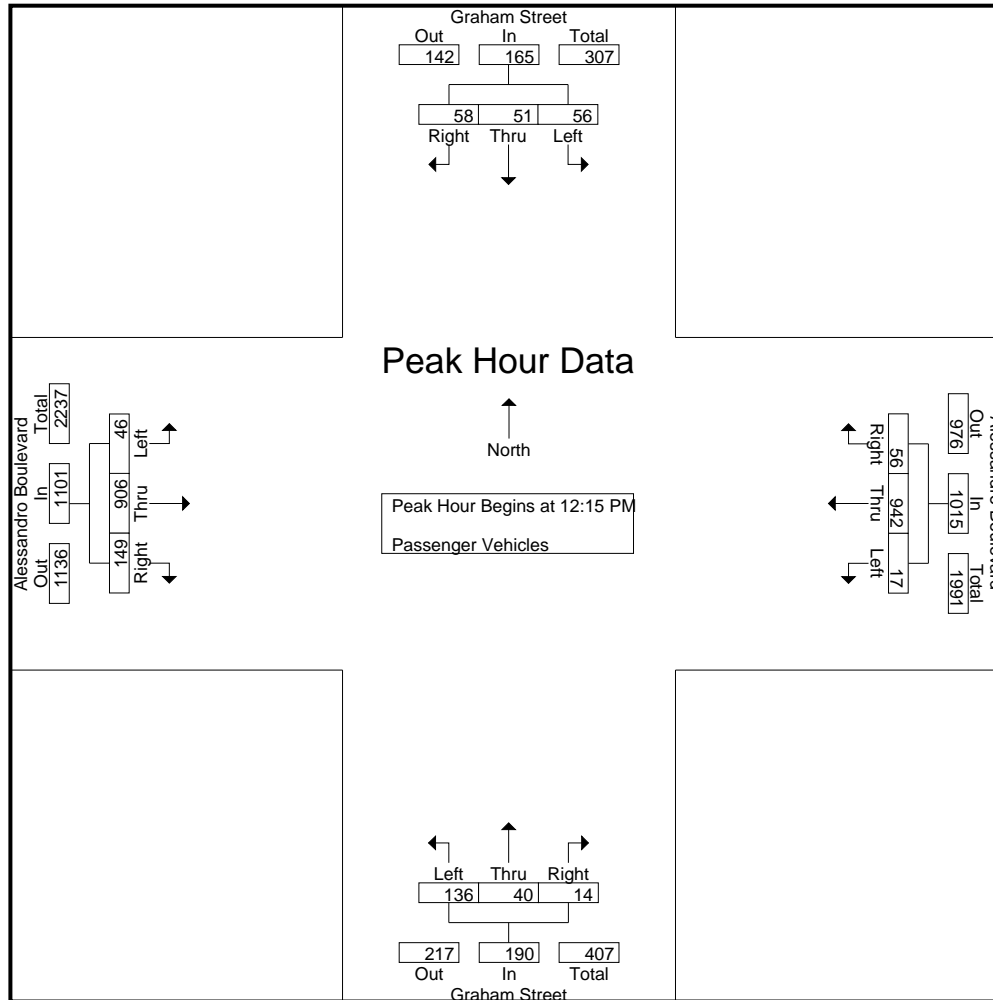 Graham Street
Out In Total
142 165 307
58 51 56
Right Thru Left
Peak Hour Data
North
Peak Hour Begins at 12:15 PM
Passenger Vehicles
Alessandro Boulevard
Total In Out
2237 1101 1136
46 906 149
Left Thru Right
Out In Total
976 1015 1991
56 942 17
Right Thru Left
Left Thru Right
136 40 14
217 190 407
Out In Total
Graham Street